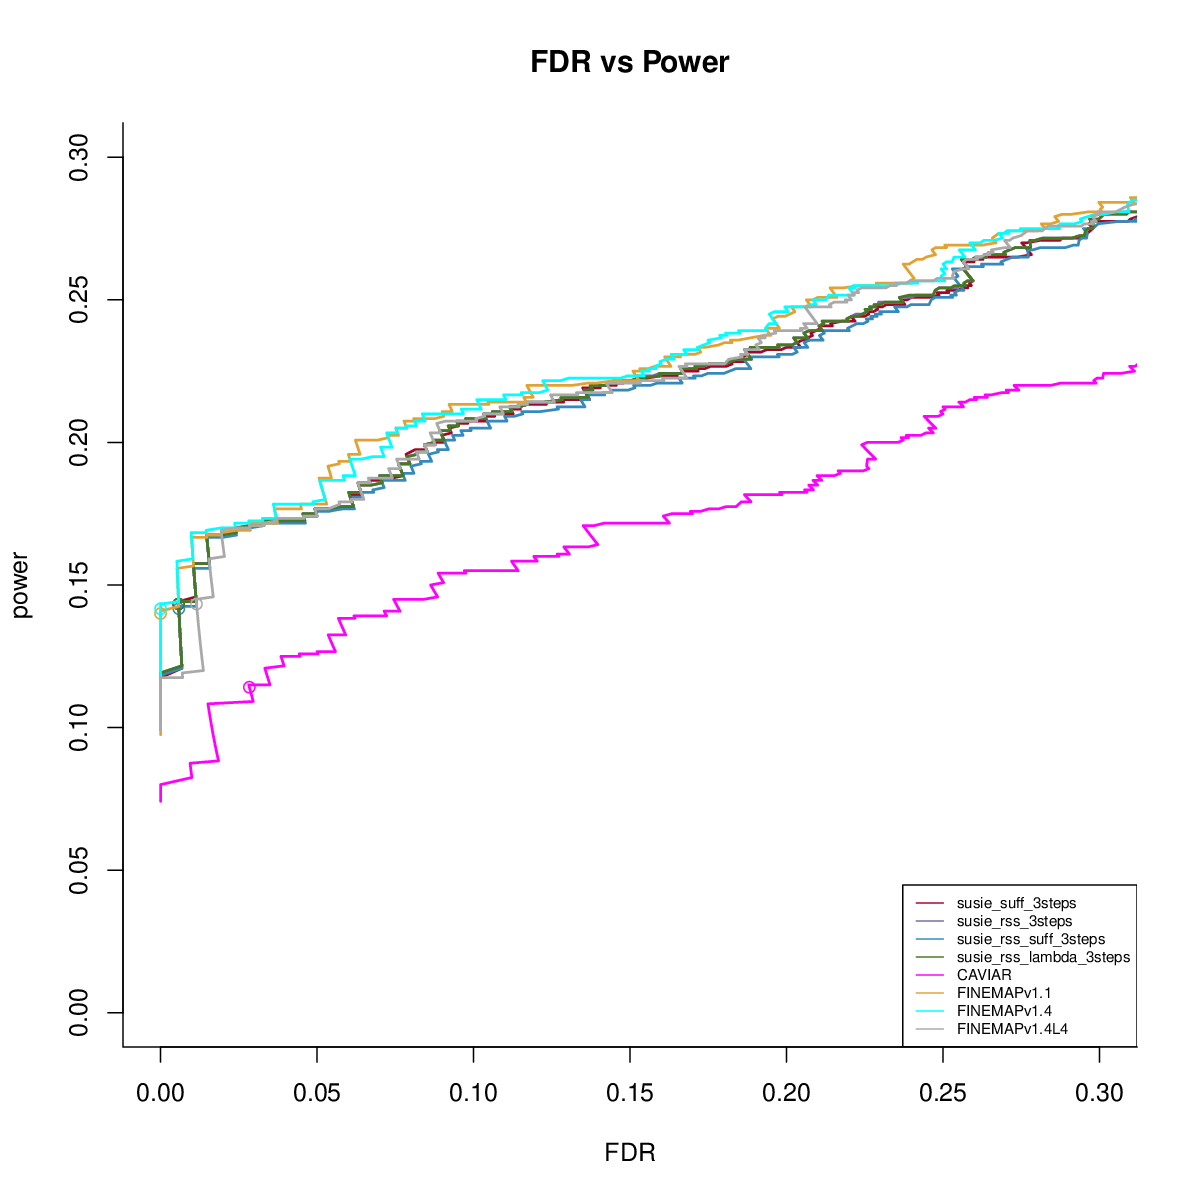 FDR vs Power
0.30
0.25
0.20
0.15
0.10
0.05
0.00
power
0.00 0.05 0.10 0.15 0.20 0.25 0.30
FDR
susie_suff_3steps
susie_rss_3steps
susie_rss_suff_3steps
susie_rss_lambda_3steps
CAVIAR
FINEMAPv1.1
FINEMAPv1.4
FINEMAPv1.4L4